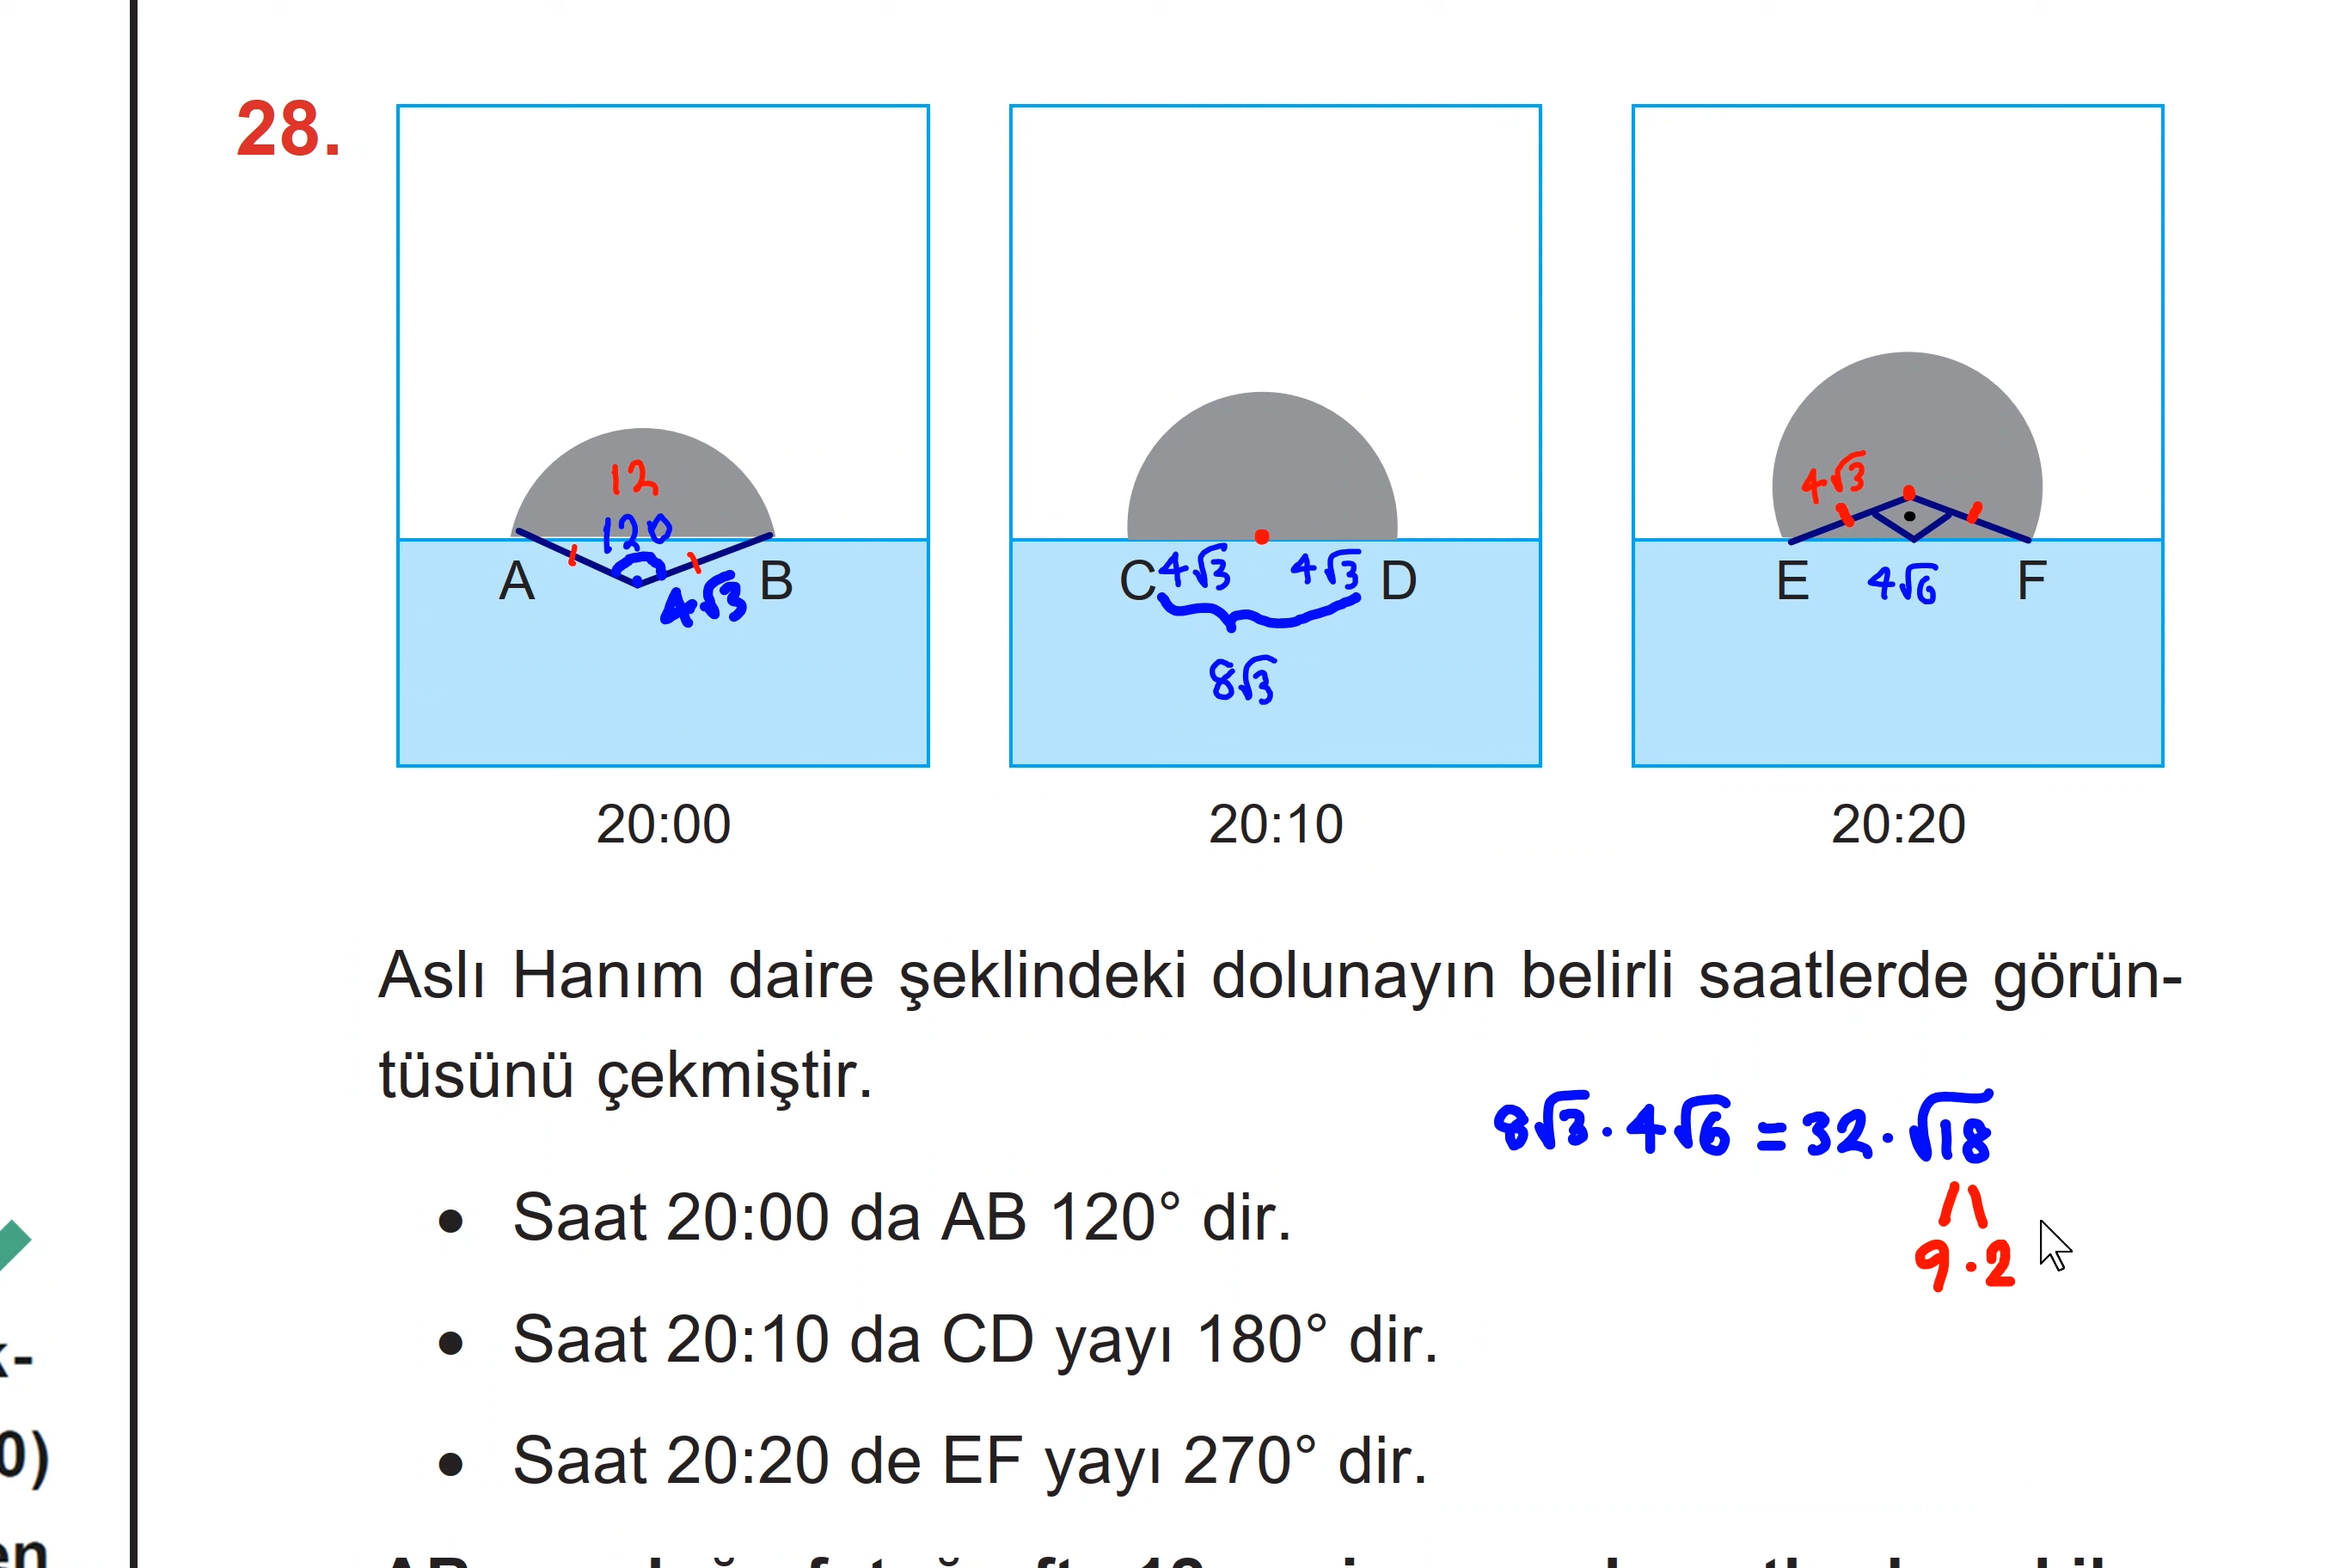 28.
12
120
A
B
4√3
C
4√3
4√3
D
8√3
4√3
E
4√6
F
20:00
20:10
20:20
Aslı Hanım daire şeklindeki dolunayın belirli saatlerde görün-
tüsünü çekmiştir.
8√3 · 4√6 = 32 · √18
9 · 2
• Saat 20:00 da AB 120° dir.
• Saat 20:10 da CD yayı 180° dir.
• Saat 20:20 de EF yayı 270° dir.
k-
0)
en